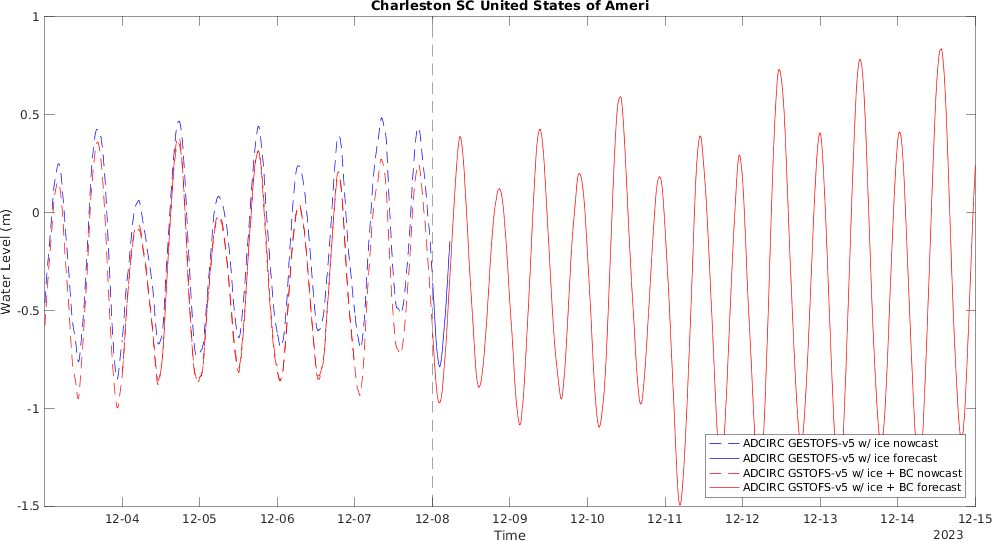 Charleston SC United States of Ameri
1
0.5
0
-0.5
-1
-1.5
Water Level (m)
ADCIRC GESTOFS-v5 w/ ice nowcast
ADCIRC GESTOFS-v5 w/ ice forecast
ADCIRC GSTOFS-v5 w/ ice + BC nowcast
ADCIRC GSTOFS-v5 w/ ice + BC forecast
12-04 12-05 12-06 12-07 12-08 12-09 12-10 12-11 12-12 12-13 12-14 12-15
Time
2023